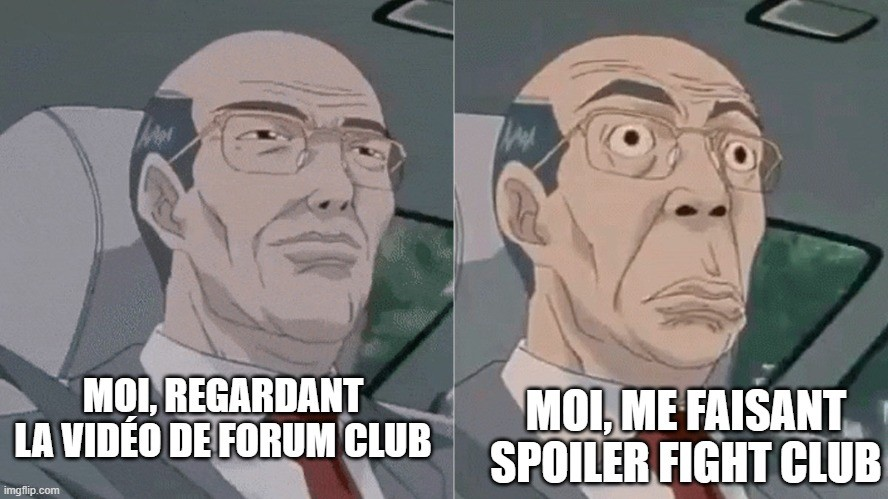 MOI, REGARDANT
LA VIDÉO DE FORUM CLUB
MOI, ME FAISANT
SPOILER FIGHT CLUB
imgflip.com